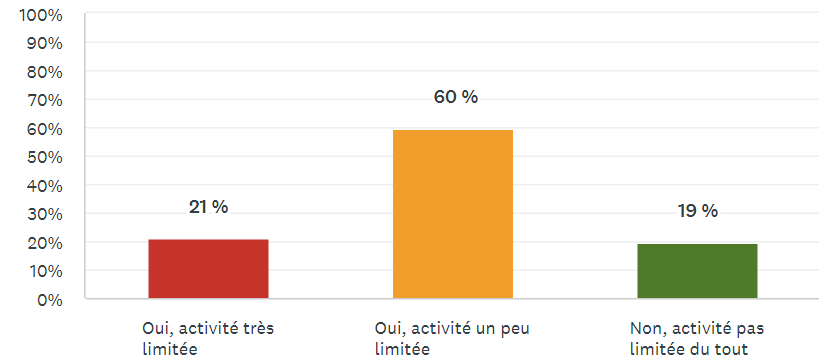 100%
90%
80%
70%
60%
50%
40%
30%
20%
10%
0%
60 %
21 %
19 %
Oui, activité très
limitée
Oui, activité un peu
limitée
Non, activité pas
limitée du tout